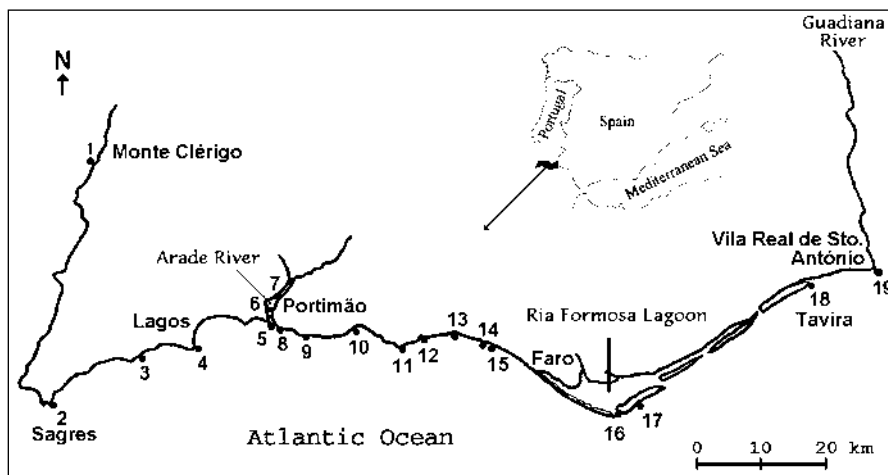 Guadiana
River
N
Portugal
Spain
Mediterranean Sea
1
Monte Clérigo
Vila Real de Sto.
António
19
Arade River
7
6
Portimão
18
Tavira
Lagos
Ria Formosa Lagoon
5
8
9
10
11
12
13
14
15
Faro
3
4
2
Sagres
16
17
Atlantic Ocean
0 10 20 km